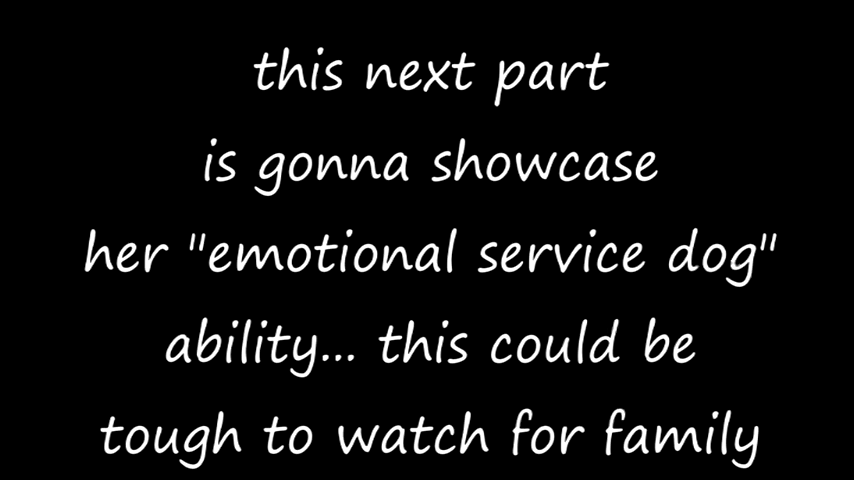 this next part
is gonna showcase
her "emotional service dog"
ability... this could be
tough to watch for family